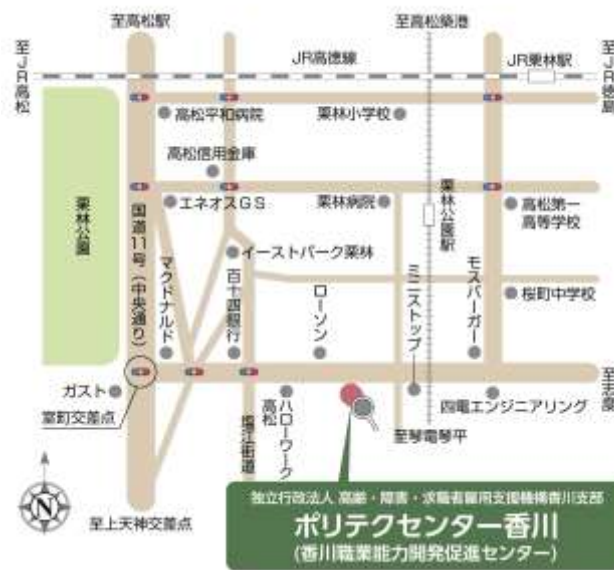 至高松駅
至高松築港
至JR高松
JR高徳線
JR栗林駅
至JR徳島
高松平和病院
栗林小学校
高松信用金庫
栗林公園
国道11号(中央通り)
エネオスGS
栗林病院
栗林公園駅
高松第一
高等学校
イーストパーク栗林
マクドナルド
百十四銀行
ローソン
ミニストップ
モスバーガー
桜町中学校
ガスト
室町交差点
塩江街道
ハローワーク
高松
四電エンジニアリング
至志度
至琴電琴平
N
至上天神交差点
独立行政法人 高齢・障害・求職者雇用支援機構香川支部
ポリテクセンター香川
(香川職業能力開発促進センター)